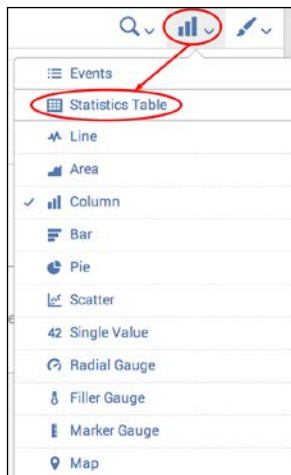 Events
Statistics Table
Line
Area
Column
Bar
Pie
Scatter
42 Single Value
Radial Gauge
Filler Gauge
Marker Gauge
Map